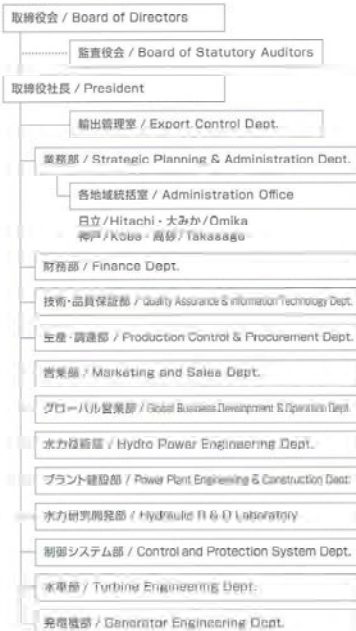 取締役会 / Board of Directors
監査役会 / Board of Statutory Auditors
取締役社長 / President
輸出管理室 / Export Control Dept.
業務部 / Strategic Planning & Administration Dept.
各地域統括室 / Administration Office
日立/Hitachi・大みか/Omika
神戸/Kobe・高砂/Takasago
財務部 / Finance Dept.
技術・品質保証部 / Quality Assurance & Information Technology Dept.
生産・調達部 / Production Control & Procurement Dept.
営業部 / Marketing and Sales Dept.
グローバル営業部 / Global Business Development & Operation Dept.
水力技術部 / Hydro Power Engineering Dept.
プラント建設部 / Power Plant Engineering & Construction Dept.
水力研究開発部 / Hydraulic R & D Laboratory
制御システム部 / Control and Protection System Dept.
水車部 / Turbine Engineering Dept.
発電機部 / Generator Engineering Dept.